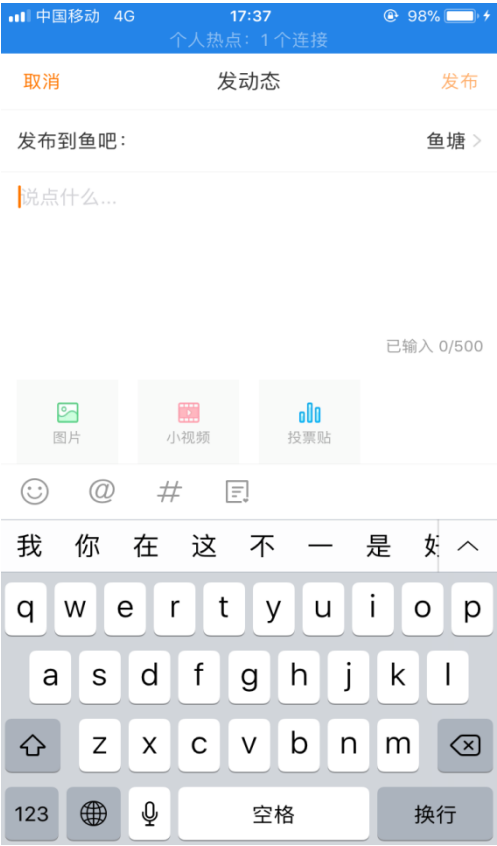 中国移动 4G 17:37 98%
个人热点：1 个连接
取消 发动态 发布
发布到鱼吧： 鱼塘
说点什么...
已输入 0/500
图片 小视频 投票贴
@ #
我 你 在 这 不 一 是
q w e r t y u i o p
a s d f g h j k l
z x c v b n m
123 空格 换行